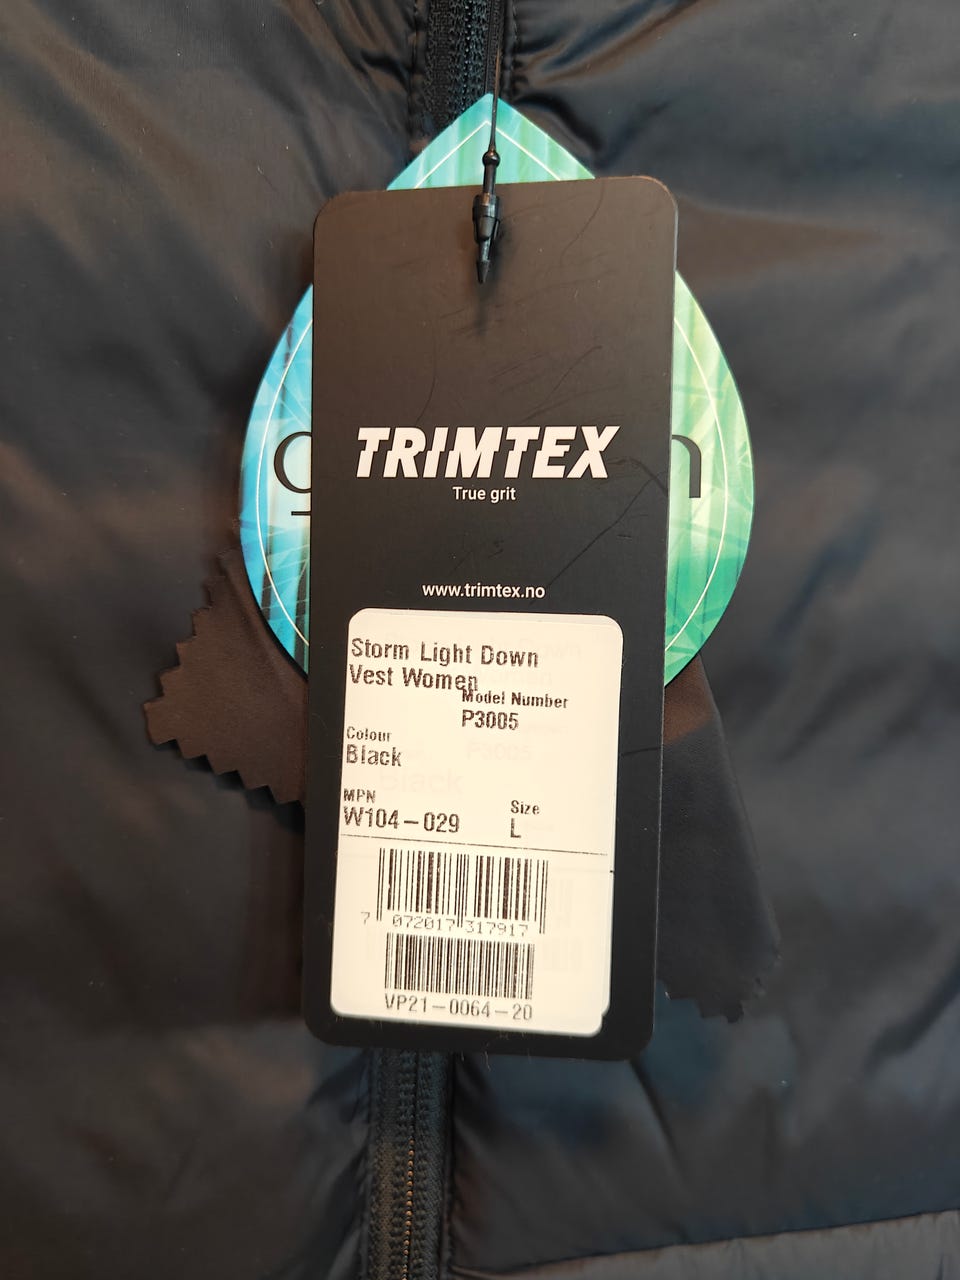 TRIMTEX
True grit
www.trimtex.no
Storm Light Down
Vest Women
Model Number
P3005
Colour
Black
MPN
W104-029
Size
L
7 072017 317917
VP21-0064-20